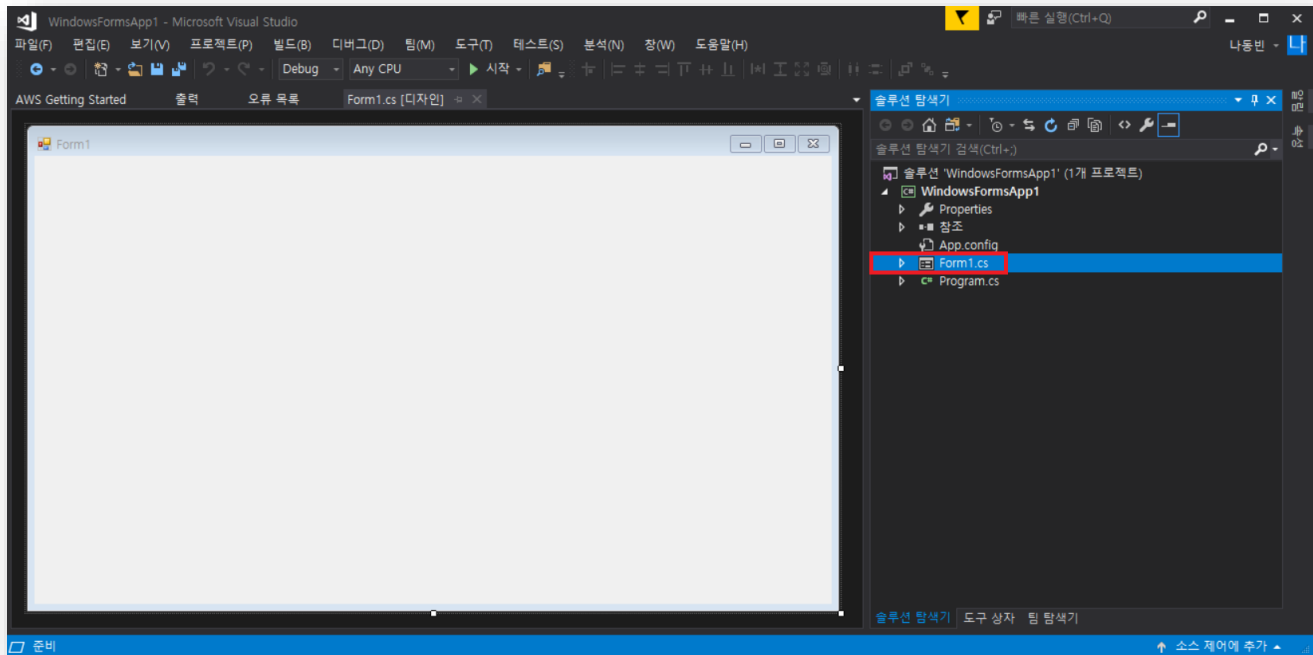 WindowsFormsApp1 - Microsoft Visual Studio
빠른 실행(Ctrl+Q)
파일(F) 편집(E) 보기(V) 프로젝트(P) 빌드(B) 디버그(D) 팀(M) 도구(T) 테스트(S) 분석(N) 창(W) 도움말(H)
나동빈 나
Debug Any CPU 시작
AWS Getting Started 출력 오류 목록 Form1.cs [디자인]
Form1
솔루션 탐색기
솔루션 탐색기 검색(Ctrl+;)
솔루션 'WindowsFormsApp1' (1개 프로젝트)
C# WindowsFormsApp1
Properties
참조
App.config
Form1.cs
C# Program.cs
솔루션 탐색기 도구 상자 팀 탐색기
알림
속성
준비
소스 제어에 추가